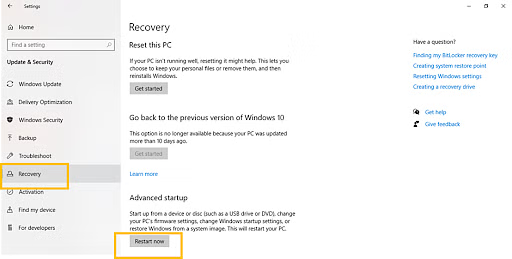 Settings
Home
Find a setting
Update & Security
Windows Update
Delivery Optimization
Windows Security
Backup
Troubleshoot
Recovery
Activation
Find my device
For developers
Recovery
Reset this PC
If your PC isn't running well, resetting it might help. This lets you
choose to keep your personal files or remove them, and then
reinstalls Windows.
Get started
Go back to the previous version of Windows 10
This option is no longer available because your PC was updated
more than 10 days ago.
Get started
Learn more
Advanced startup
Start up from a device or disc (such as a USB drive or DVD), change
your PC's firmware settings, change Windows startup settings, or
restore Windows from a system image. This will restart your PC.
Restart now
Have a question?
Finding my BitLocker recovery key
Creating system restore point
Resetting Windows settings
Creating a recovery drive
Get help
Give feedback